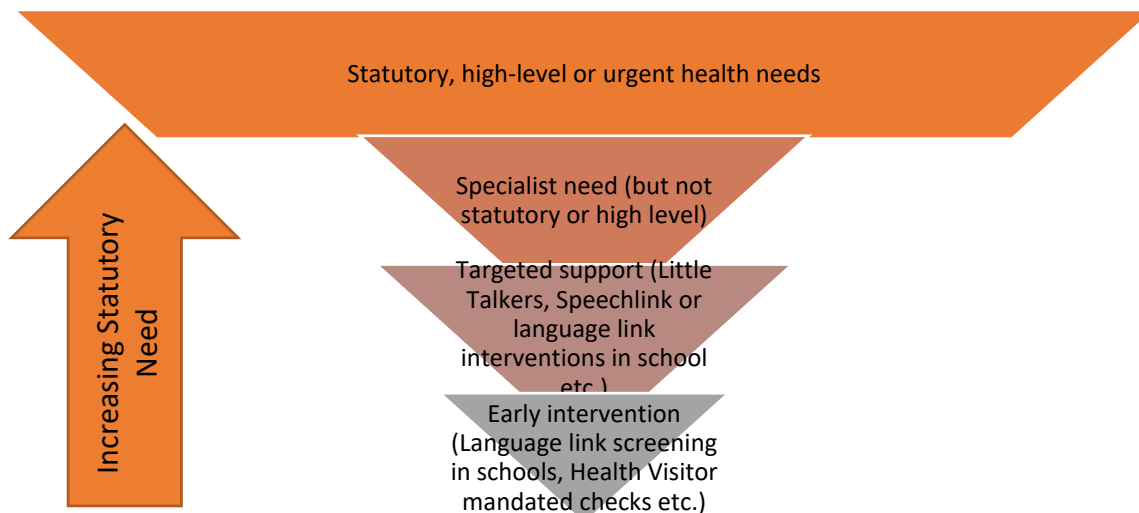 Statutory, high-level or urgent health needs
Specialist need (but not
statutory or high level)
Targeted support (Little
Talkers, Speechlink or
language link
interventions in school
etc.)
Early intervention
(Language link screening
in schools, Health Visitor
mandated checks etc.)
Increasing Statutory
Need